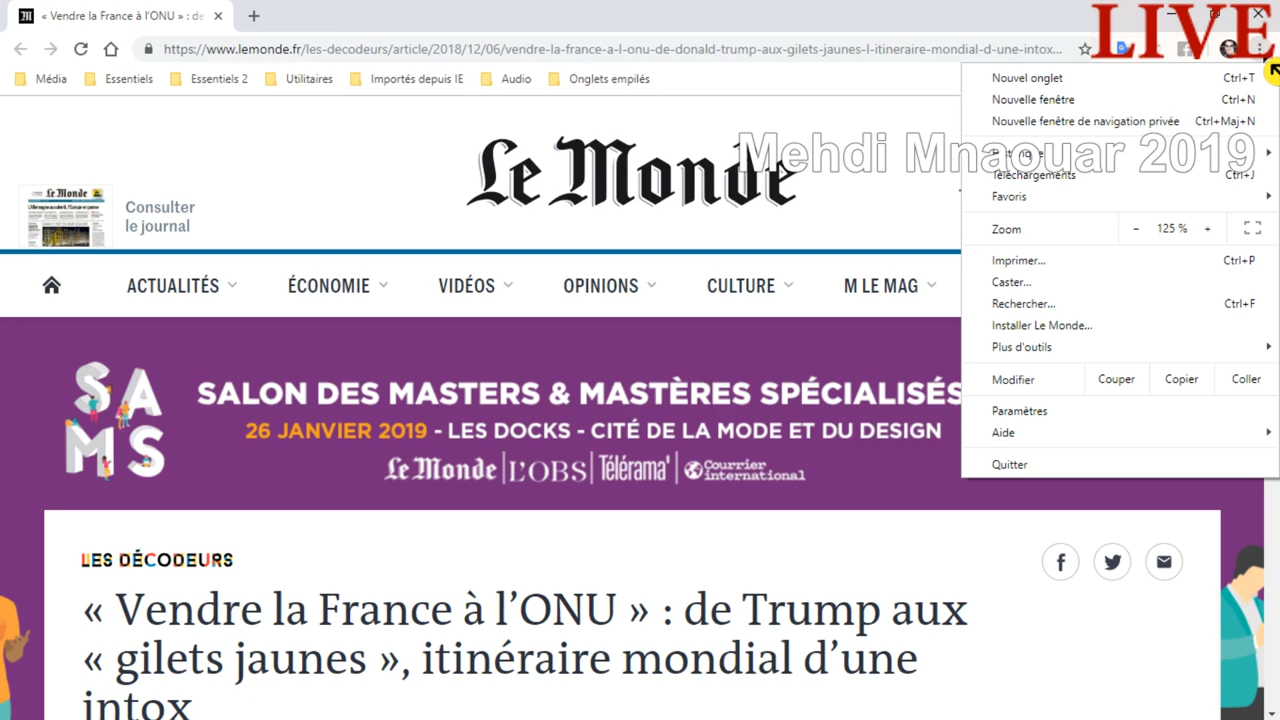 « Vendre la France à l'ONU » : de
LIVE
https://www.lemonde.fr/les-decodeurs/article/2018/12/06/vendre-la-france-a-l-onu-de-donald-trump-aux-gilets-jaunes-l-itineraire-mondial-d-une-intox...
Média Essentiels Essentiels 2 Utilitaires Importés depuis IE Audio Onglets empilés
Nouvel onglet Ctrl+T
Nouvelle fenêtre Ctrl+N
Nouvelle fenêtre de navigation privée Ctrl+Maj+N
Mehdi Mnaouar 2019
Téléchargements Ctrl+J
Favoris
Zoom - 125 % +
Imprimer... Ctrl+P
Caster...
Rechercher... Ctrl+F
Installer Le Monde...
Plus d'outils
Modifier Couper Copier Coller
Paramètres
Aide
Quitter
Le Monde
Le Monde
Consulter
le journal
ACTUALITÉS ÉCONOMIE VIDÉOS OPINIONS CULTURE M LE MAG
SA
MS
SALON DES MASTERS & MASTÈRES SPÉCIALISÉS
26 JANVIER 2019 - LES DOCKS - CITÉ DE LA MODE ET DU DESIGN
Le Monde | L'OBS | Télérama' | Courrier international
LES DÉCODEURS
« Vendre la France à l'ONU » : de Trump aux
« gilets jaunes », itinéraire mondial d'une
intox